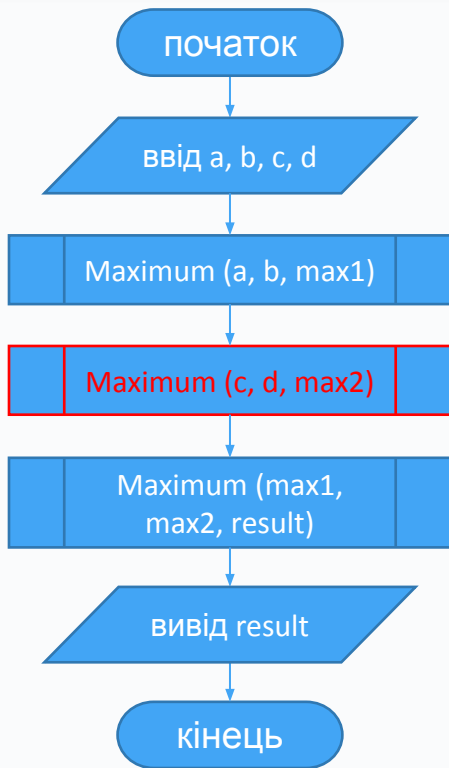 початок
ввід a, b, c, d
Maximum (a, b, max1)
Maximum (c, d, max2)
Maximum (max1,
max2, result)
вивід result
кінець